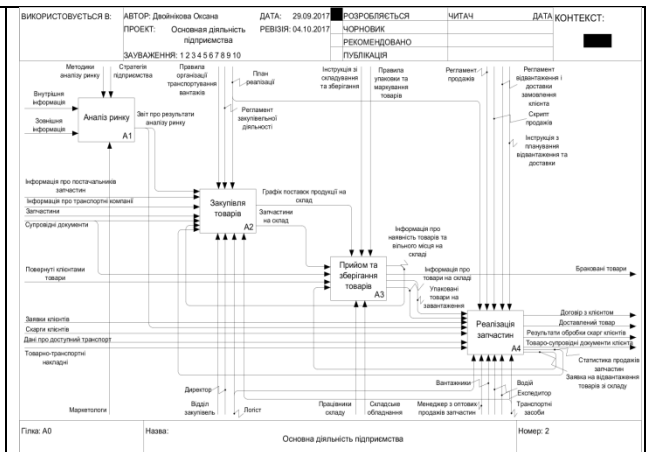 ВИКОРИСТОВУЄТЬСЯ В:
АВТОР: Двойнікова Оксана
ДАТА: 29.09.2017
РОЗРОБЛЯЄТЬСЯ
ЧИТАЧ
ДАТА
КОНТЕКСТ:
ПРОЕКТ: Основная діяльність
підприємства
РЕВІЗІЯ: 04.10.2017
ЧОРНОВИК
РЕКОМЕНДОВАНО
ЗАУВАЖЕННЯ: 1 2 3 4 5 6 7 8 9 10
ПУБЛІКАЦІЯ
Методики
аналізу ринку
Стратегія
підприємства
Правила
організації
транспортування
вантажів
План
реалізації
Інструкція зі
складування
та зберігання
Правила
упаковки та
маркування
товарів
Регламент
продажів
Регламент
відвантаження і
доставки
замовлення
клієнта
Внутрішня
інформація
Зовнішня
інформація
Аналіз ринку
A1
Звіт про результати
аналізу ринку
Регламент
закупівельної
діяльності
Скрипт
продажів
Інструкція з
планування
відвантаження та
доставки
Інформація про постачальників
запчастин
Інформація про транспортні компанії
Запчастини
Супровідні документи
Закупівля
товарів
A2
Графік поставок продукції на
склад
Запчастини
на склад
Інформація про
наявність товарів та
вільного місця на
складі
Повернуті клієнтами
товари
Прийом та
зберігання
товарів
A3
Інформація про
товари на складі
Упаковані
товари на
завантаження
Браковані товари
Заявки клієнтів
Скарги клієнтів
Дані про доступний транспорт
Товарно-транспортні
накладні
Реалізація
запчастин
A4
Договір з клієнтом
Доставлений товар
Результати обробки скарг клієнтів
Товаро-супровідні документи клієнта
Статистика продажів
запчастин
Заявка на відвантаження
товарів зі складу
Маркетологи
Директор
Відділ
закупівель
Логіст
Працівники
складу
Складське
обладнання
Вантажники
Менеджер з оптових
продажів запчастин
Водій
Експедитор
Транспортні
засоби
Гілка: A0
Назва:
Основна діяльність підприємства
Номер: 2